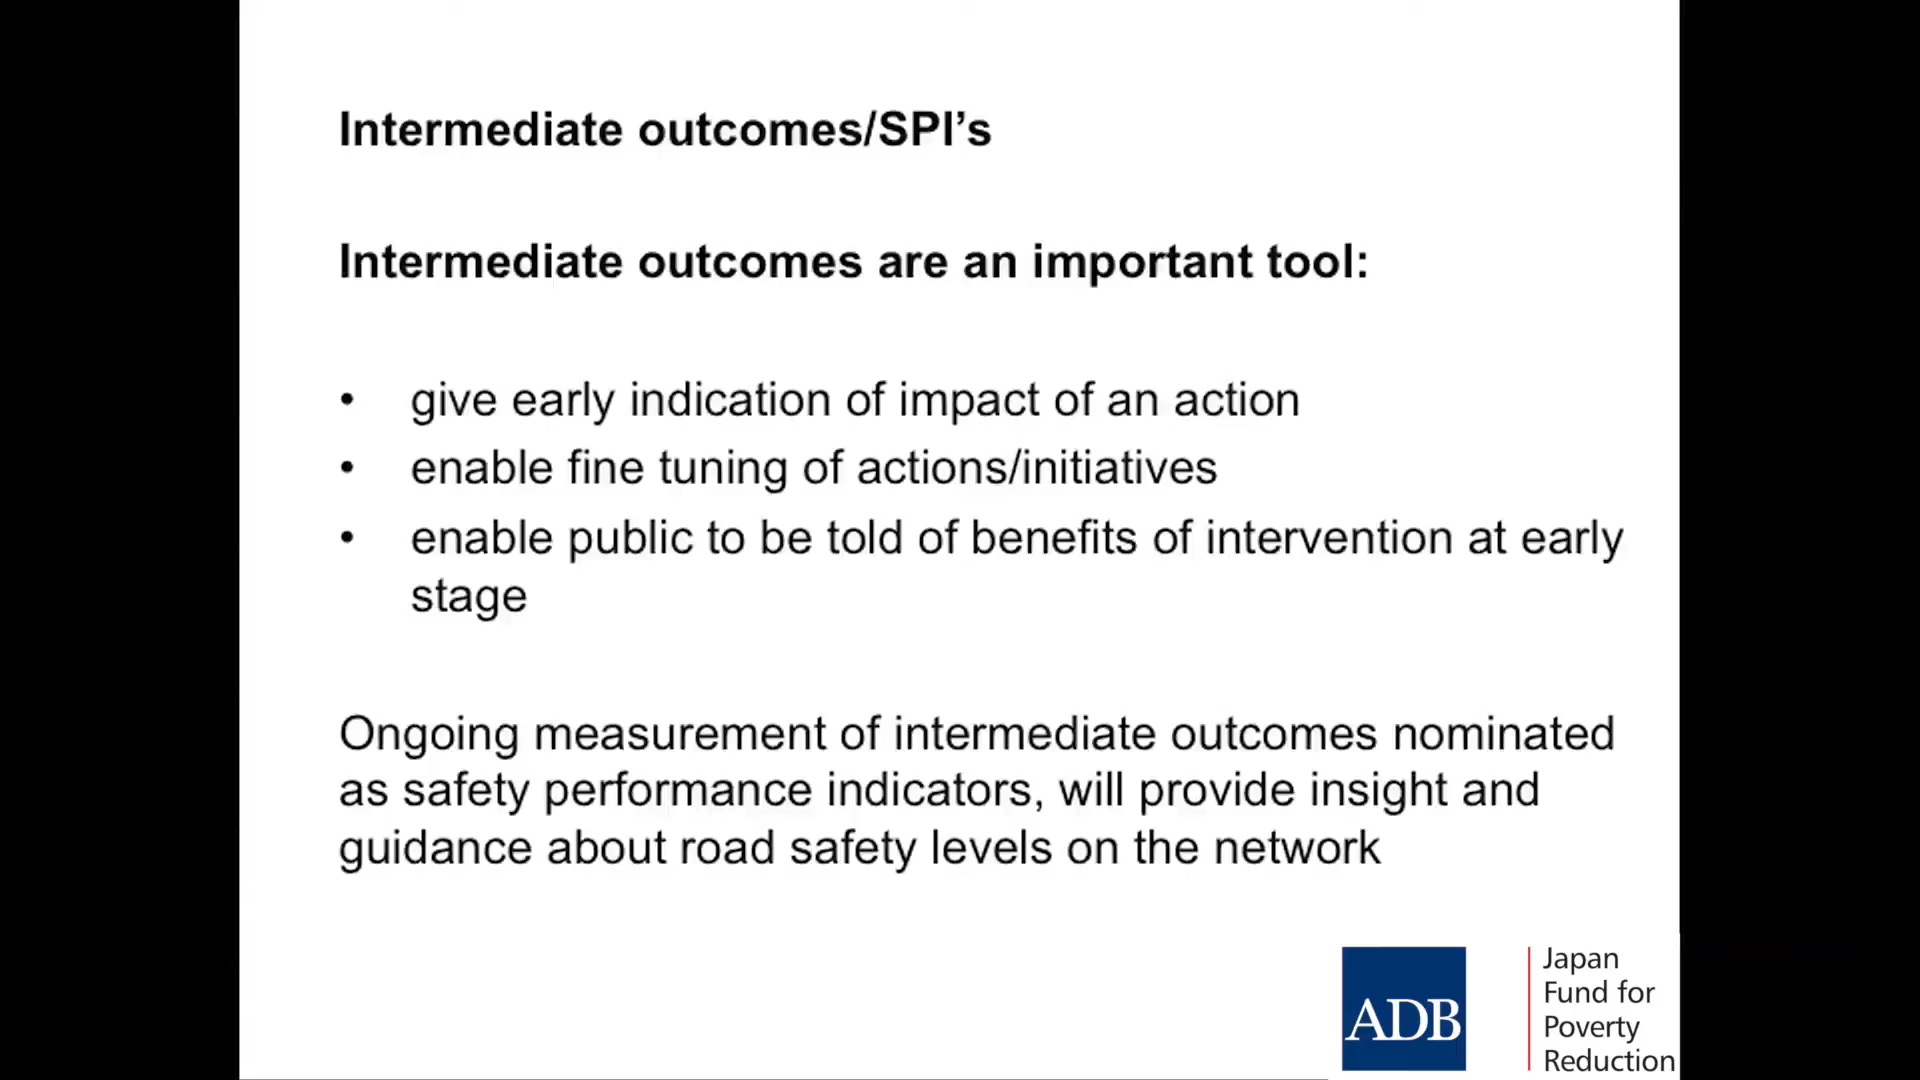 Intermediate outcomes/SPI’s
Intermediate outcomes are an important tool:
• give early indication of impact of an action
• enable fine tuning of actions/initiatives
• enable public to be told of benefits of intervention at early
stage
Ongoing measurement of intermediate outcomes nominated
as safety performance indicators, will provide insight and
guidance about road safety levels on the network
ADB
Japan
Fund for
Poverty
Reduction